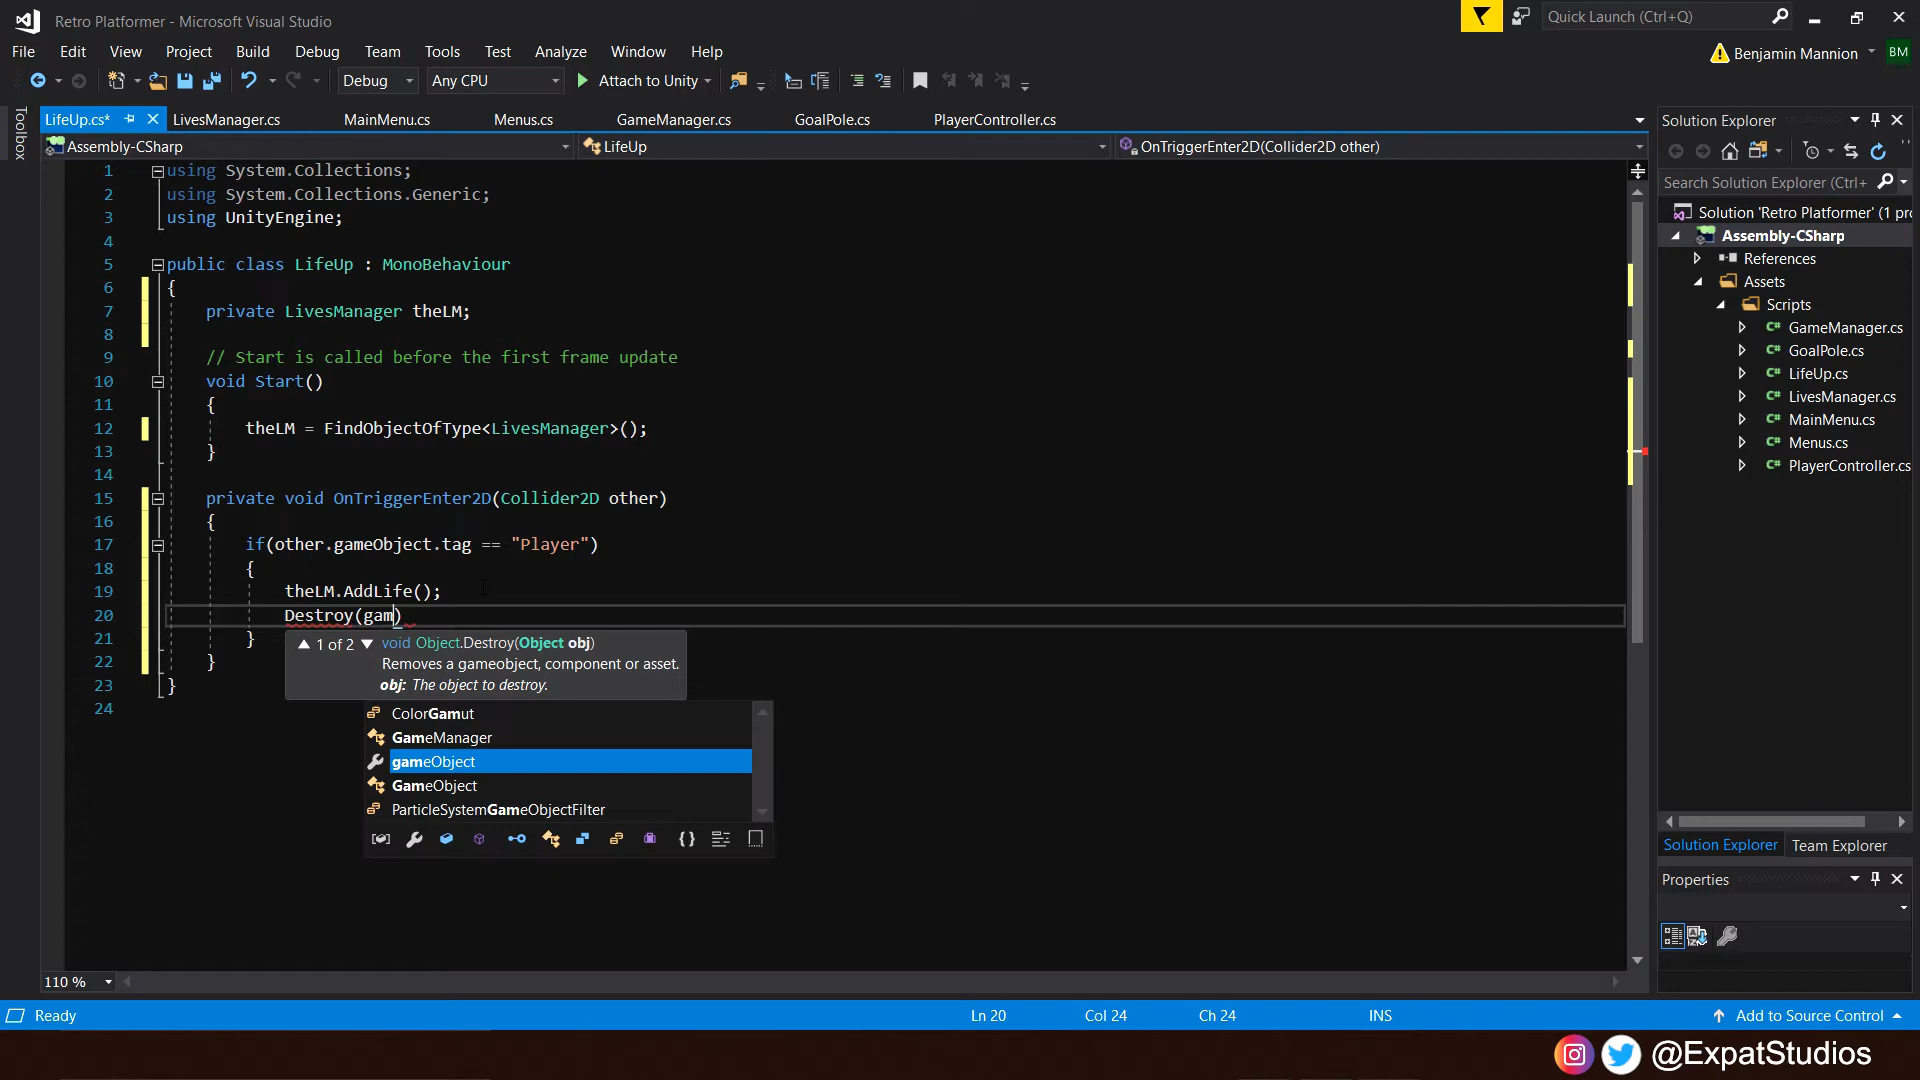 Retro Platformer - Microsoft Visual Studio
Quick Launch (Ctrl+Q)
File Edit View Project Build Debug Team Tools Test Analyze Window Help
Benjamin Mannion BM
Debug Any CPU Attach to Unity
Toolbox
LifeUp.cs* LivesManager.cs MainMenu.cs Menus.cs GameManager.cs GoalPole.cs PlayerController.cs
Assembly-CSharp LifeUp OnTriggerEnter2D(Collider2D other)
1 using System.Collections;
2 using System.Collections.Generic;
3 using UnityEngine;
4
5 public class LifeUp : MonoBehaviour
6 {
7 private LivesManager theLM;
8
9 // Start is called before the first frame update
10 void Start()
11 {
12 theLM = FindObjectOfType<LivesManager>();
13 }
14
15 private void OnTriggerEnter2D(Collider2D other)
16 {
17 if(other.gameObject.tag == "Player")
18 {
19 theLM.AddLife();
20 Destroy(gam)
21 }
22 }
23 }
24
1 of 2 void Object.Destroy(Object obj)
Removes a gameobject, component or asset.
obj: The object to destroy.
ColorGamut
GameManager
gameObject
GameObject
ParticleSystemGameObjectFilter
110 %
Solution Explorer
Search Solution Explorer (Ctrl+
Solution 'Retro Platformer' (1 pro
Assembly-CSharp
References
Assets
Scripts
C# GameManager.cs
C# GoalPole.cs
C# LifeUp.cs
C# LivesManager.cs
C# MainMenu.cs
C# Menus.cs
C# PlayerController.cs
Solution Explorer Team Explorer
Properties
Ready Ln 20 Col 24 Ch 24 INS Add to Source Control
@ExpatStudios